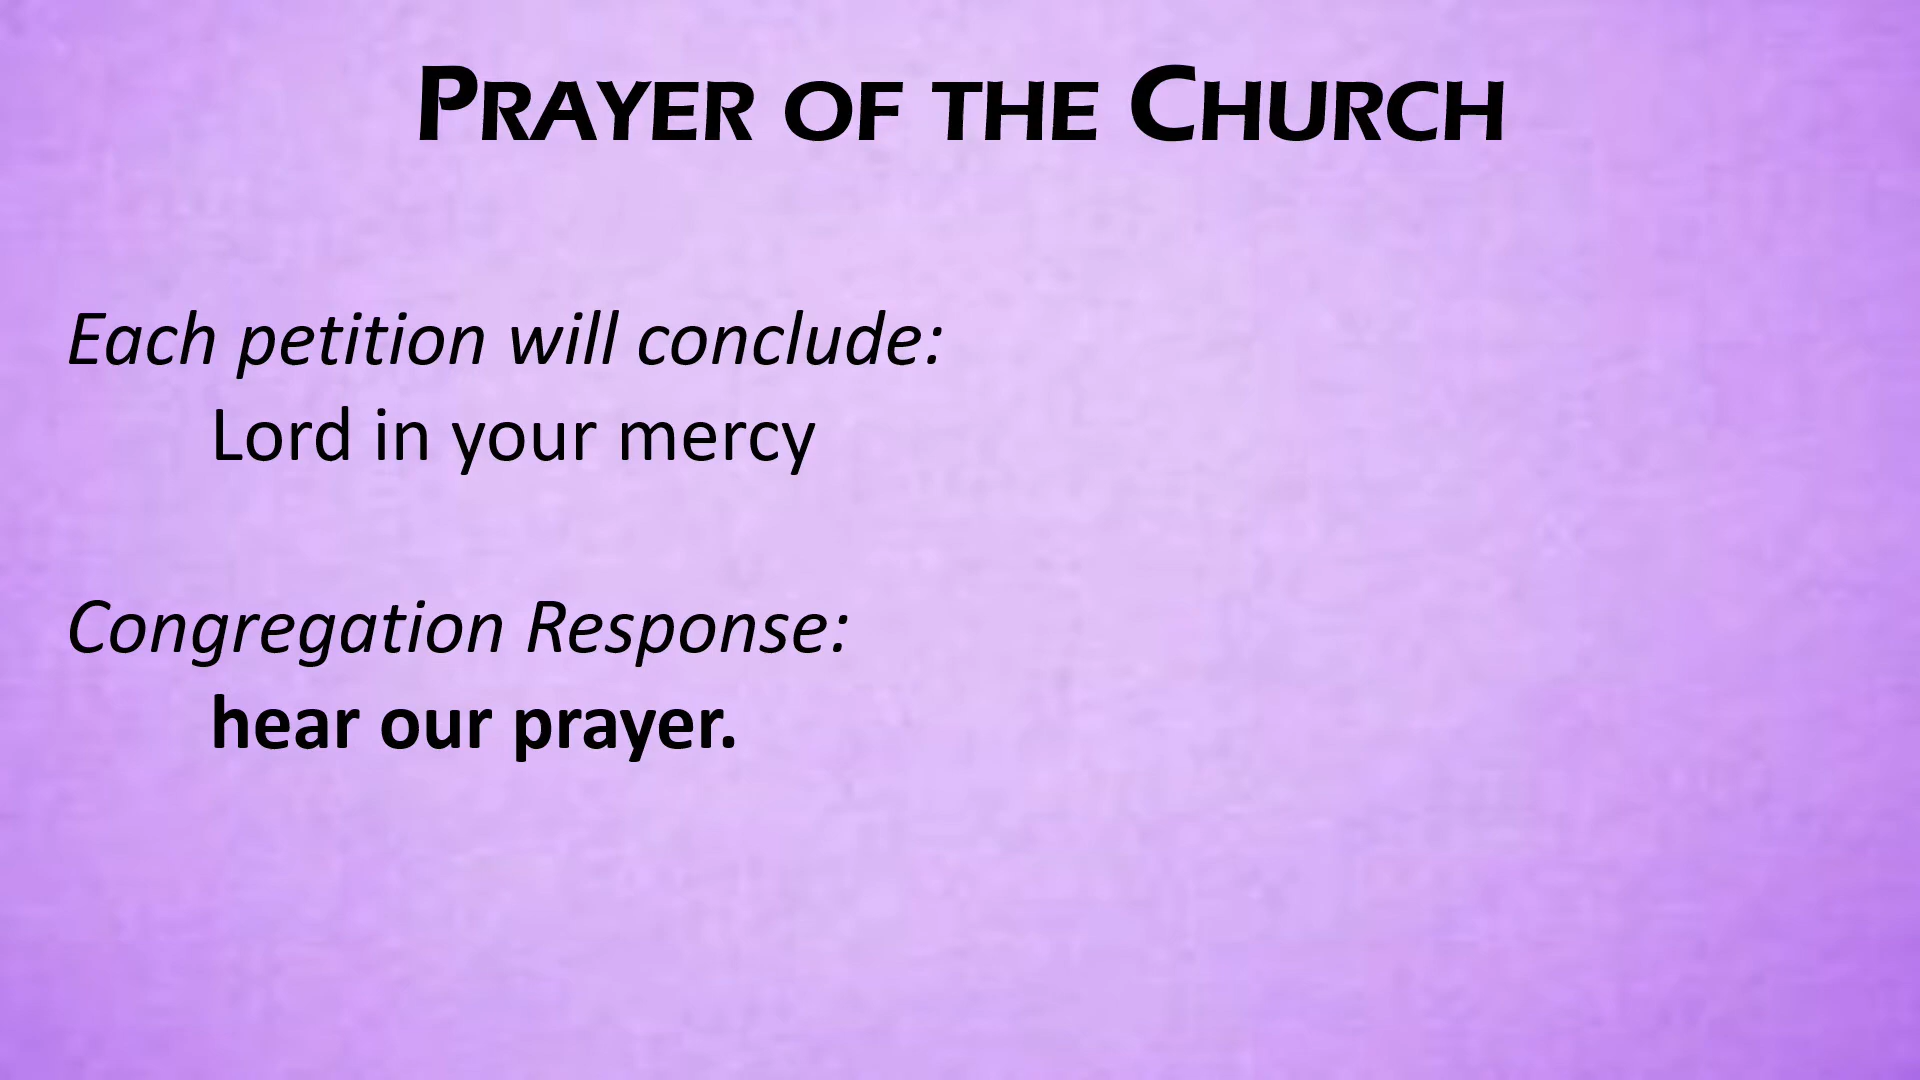 PRAYER OF THE CHURCH
Each petition will conclude:
Lord in your mercy
Congregation Response:
hear our prayer.